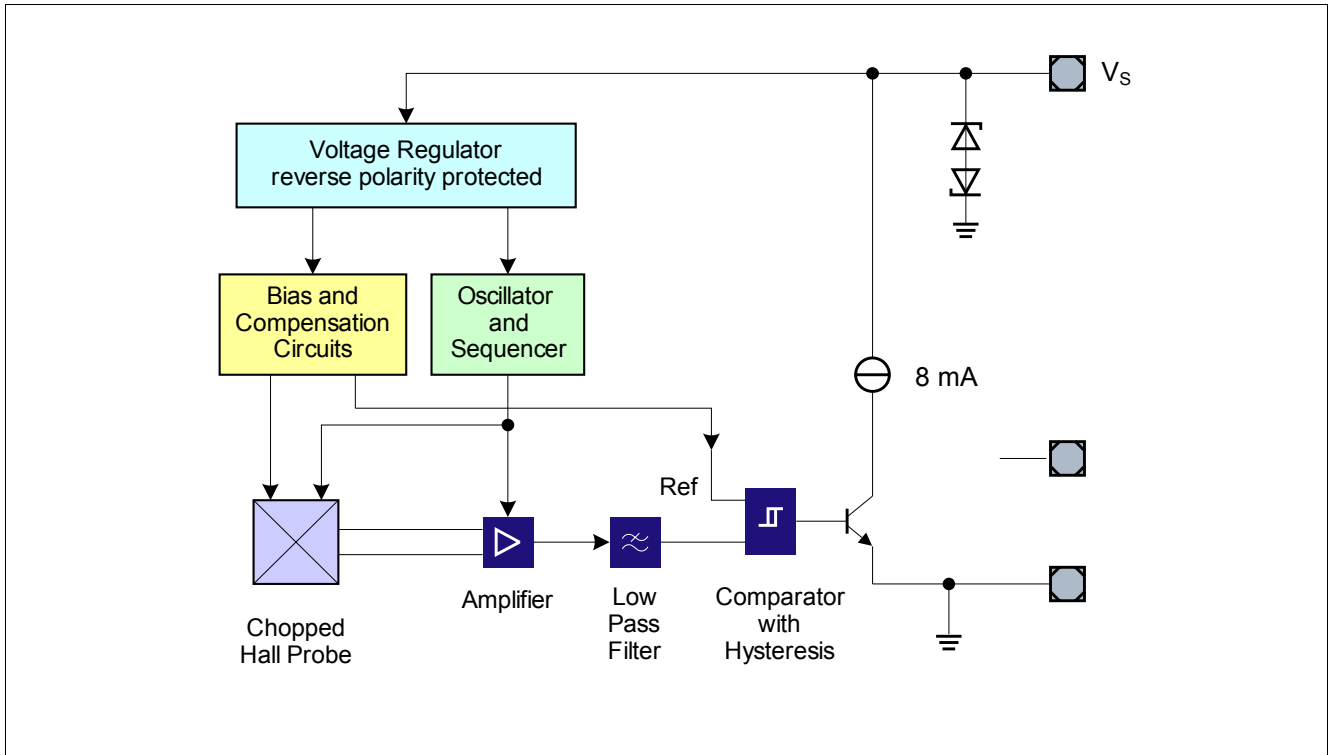 V_S
Voltage Regulator
reverse polarity protected
Bias and
Compensation
Circuits
Oscillator
and
Sequencer
8 mA
Ref
Amplifier
Low
Pass
Filter
Comparator
with
Hysteresis
Chopped
Hall Probe